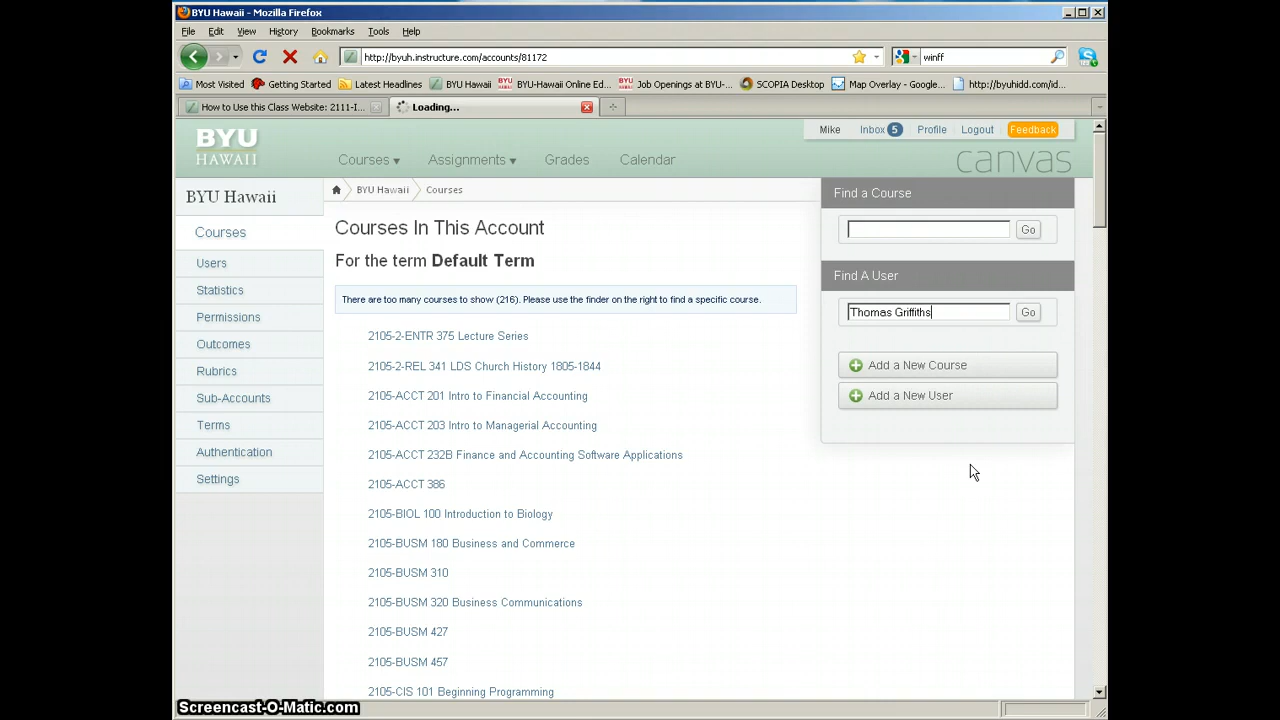 BYU Hawaii - Mozilla Firefox
File Edit View History Bookmarks Tools Help
http://byuh.instructure.com/accounts/81172
winff
Most Visited Getting Started Latest Headlines BYU Hawaii BYU-Hawaii Online Ed... Job Openings at BYU-... SCOPIA Desktop Map Overlay - Google... http://byuhidd.com/id...
How to Use this Class Website: 2111-I... Loading...
BYU
HAWAII
Courses Assignments Grades Calendar
Mike Inbox 5 Profile Logout Feedback
canvas
BYU Hawaii
Courses
Users
Statistics
Permissions
Outcomes
Rubrics
Sub-Accounts
Terms
Authentication
Settings
BYU Hawaii Courses
Courses In This Account
For the term Default Term
There are too many courses to show (216). Please use the finder on the right to find a specific course.
2105-2-ENTR 375 Lecture Series
2105-2-REL 341 LDS Church History 1805-1844
2105-ACCT 201 Intro to Financial Accounting
2105-ACCT 203 Intro to Managerial Accounting
2105-ACCT 232B Finance and Accounting Software Applications
2105-ACCT 386
2105-BIOL 100 Introduction to Biology
2105-BUSM 180 Business and Commerce
2105-BUSM 310
2105-BUSM 320 Business Communications
2105-BUSM 427
2105-BUSM 457
2105-CIS 101 Beginning Programming
Find a Course
Go
Find A User
Thomas Griffiths Go
Add a New Course
Add a New User
Screencast-O-Matic.com